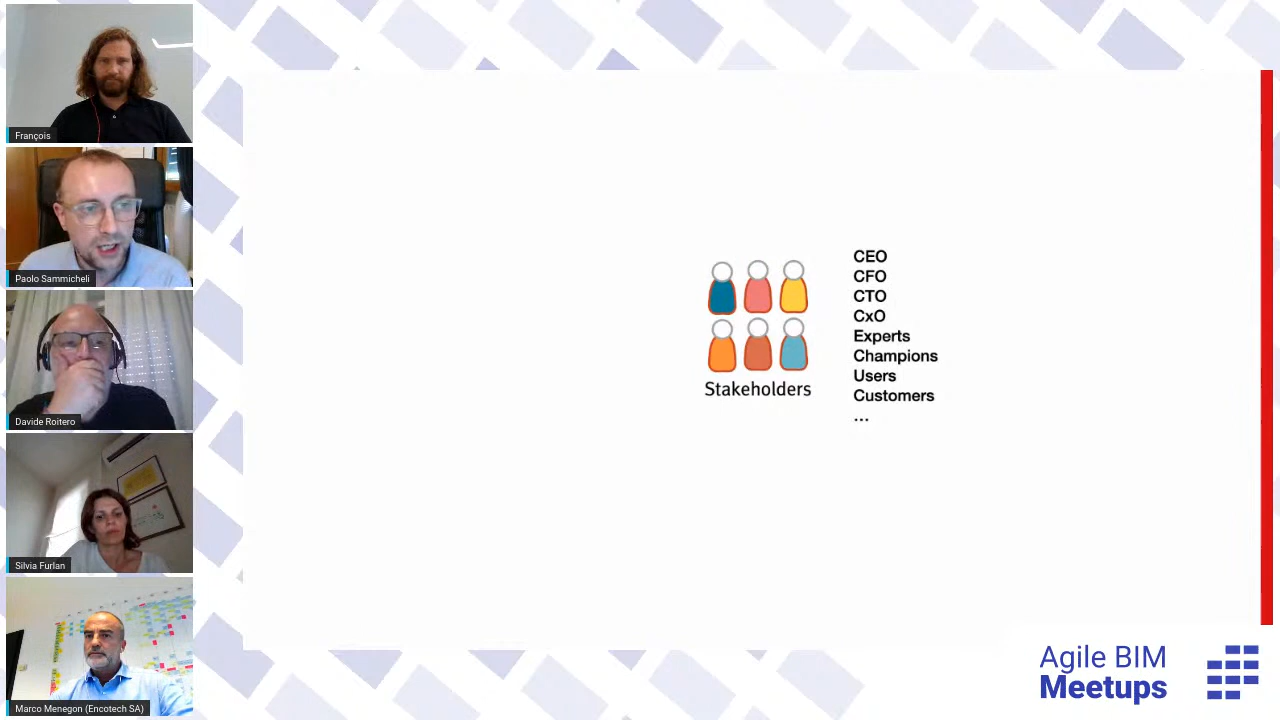 François
Paolo Sammicheli
Davide Roitero
Silvia Furlan
Marco Menegon (Encotech SA)
Stakeholders
CEO
CFO
CTO
CxO
Experts
Champions
Users
Customers
...
Agile BIM
Meetups